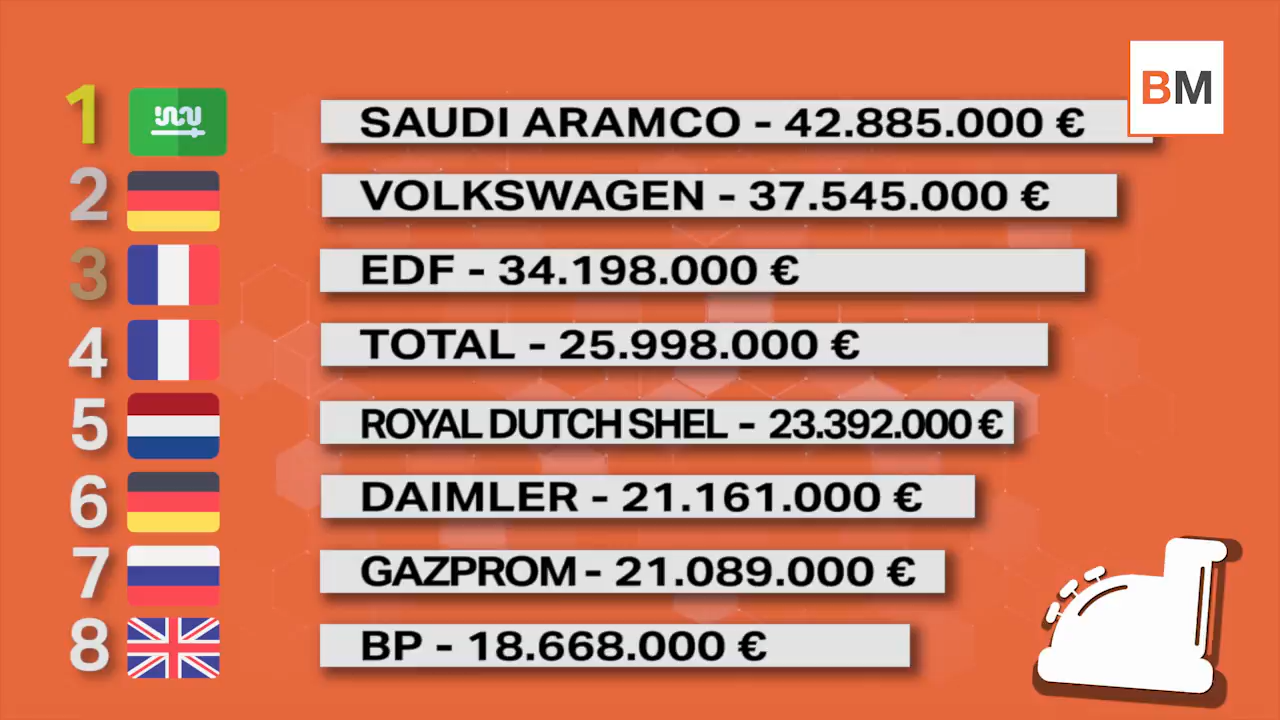 BM
1 SAUDI ARAMCO - 42.885.000 €
2 VOLKSWAGEN - 37.545.000 €
3 EDF - 34.198.000 €
4 TOTAL - 25.998.000 €
5 ROYAL DUTCH SHEL - 23.392.000 €
6 DAIMLER - 21.161.000 €
7 GAZPROM - 21.089.000 €
8 BP - 18.668.000 €